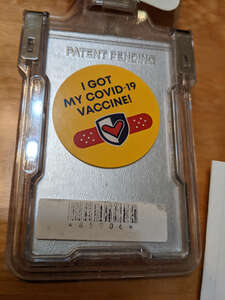 PATENT PENDING
I GOT
MY COVID-19
VACCINE!